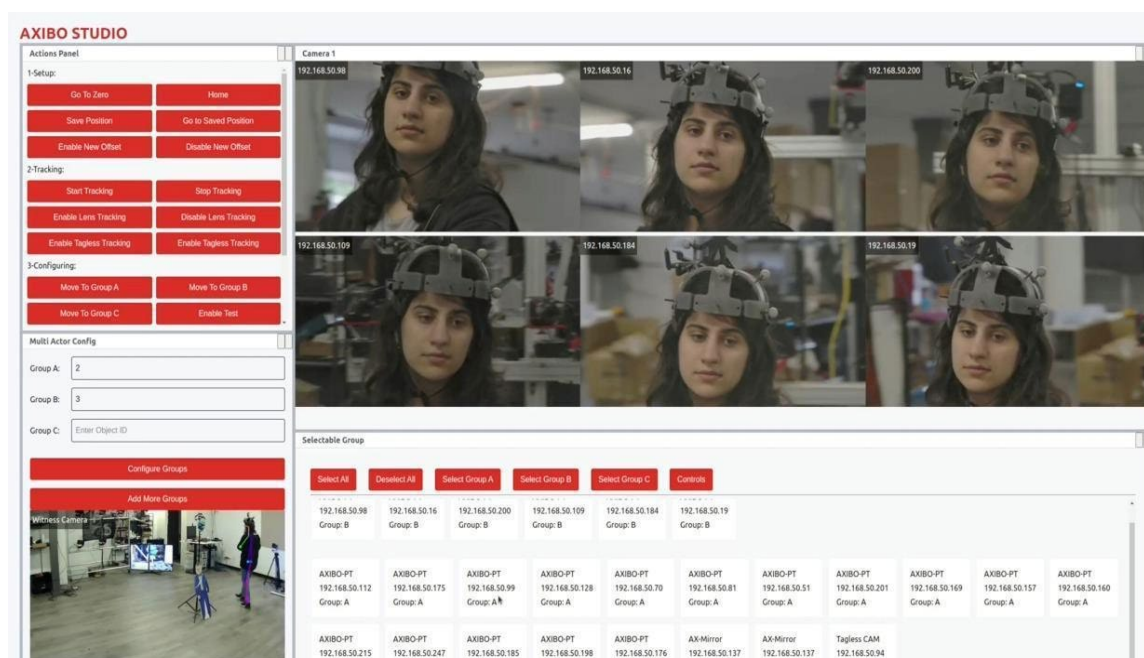 AXIBO STUDIO
Actions Panel
1-Setup:
Go To Zero
Home
Save Position
Go to Saved Position
Enable New Offset
Disable New Offset
2-Tracking:
Start Tracking
Stop Tracking
Enable Lens Tracking
Disable Lens Tracking
Enable Tagless Tracking
Enable Tagless Tracking
3-Configuring:
Move To Group A
Move To Group B
Move To Group C
Enable Test
Multi Actor Config
Group A: 2
Group B: 3
Group C: Enter Object ID
Configure Groups
Add More Groups
Witness Camera
Camera 1
192.168.50.98
192.168.50.16
192.168.50.200
192.168.50.109
192.168.50.184
192.168.50.19
Selectable Group
Select All
Deselect All
Select Group A
Select Group B
Select Group C
Controls
192.168.50.98 192.168.50.16 192.168.50.200 192.168.50.109 192.168.50.184 192.168.50.19
Group: B Group: B Group: B Group: B Group: B Group: B
AXIBO-PT AXIBO-PT AXIBO-PT AXIBO-PT AXIBO-PT AXIBO-PT AXIBO-PT AXIBO-PT AXIBO-PT AXIBO-PT AXIBO-PT
192.168.50.112 192.168.50.175 192.168.50.99 192.168.50.128 192.168.50.70 192.168.50.81 192.168.50.51 192.168.50.201 192.168.50.169 192.168.50.157 192.168.50.160
Group: A Group: A Group: A Group: A Group: A Group: A Group: A Group: A Group: A Group: A Group: A
AXIBO-PT AXIBO-PT AXIBO-PT AXIBO-PT AXIBO-PT AX-Mirror AX-Mirror Tagless CAM
192.168.50.215 192.168.50.247 192.168.50.185 192.168.50.198 192.168.50.176 192.168.50.137 192.168.50.137 192.168.50.94